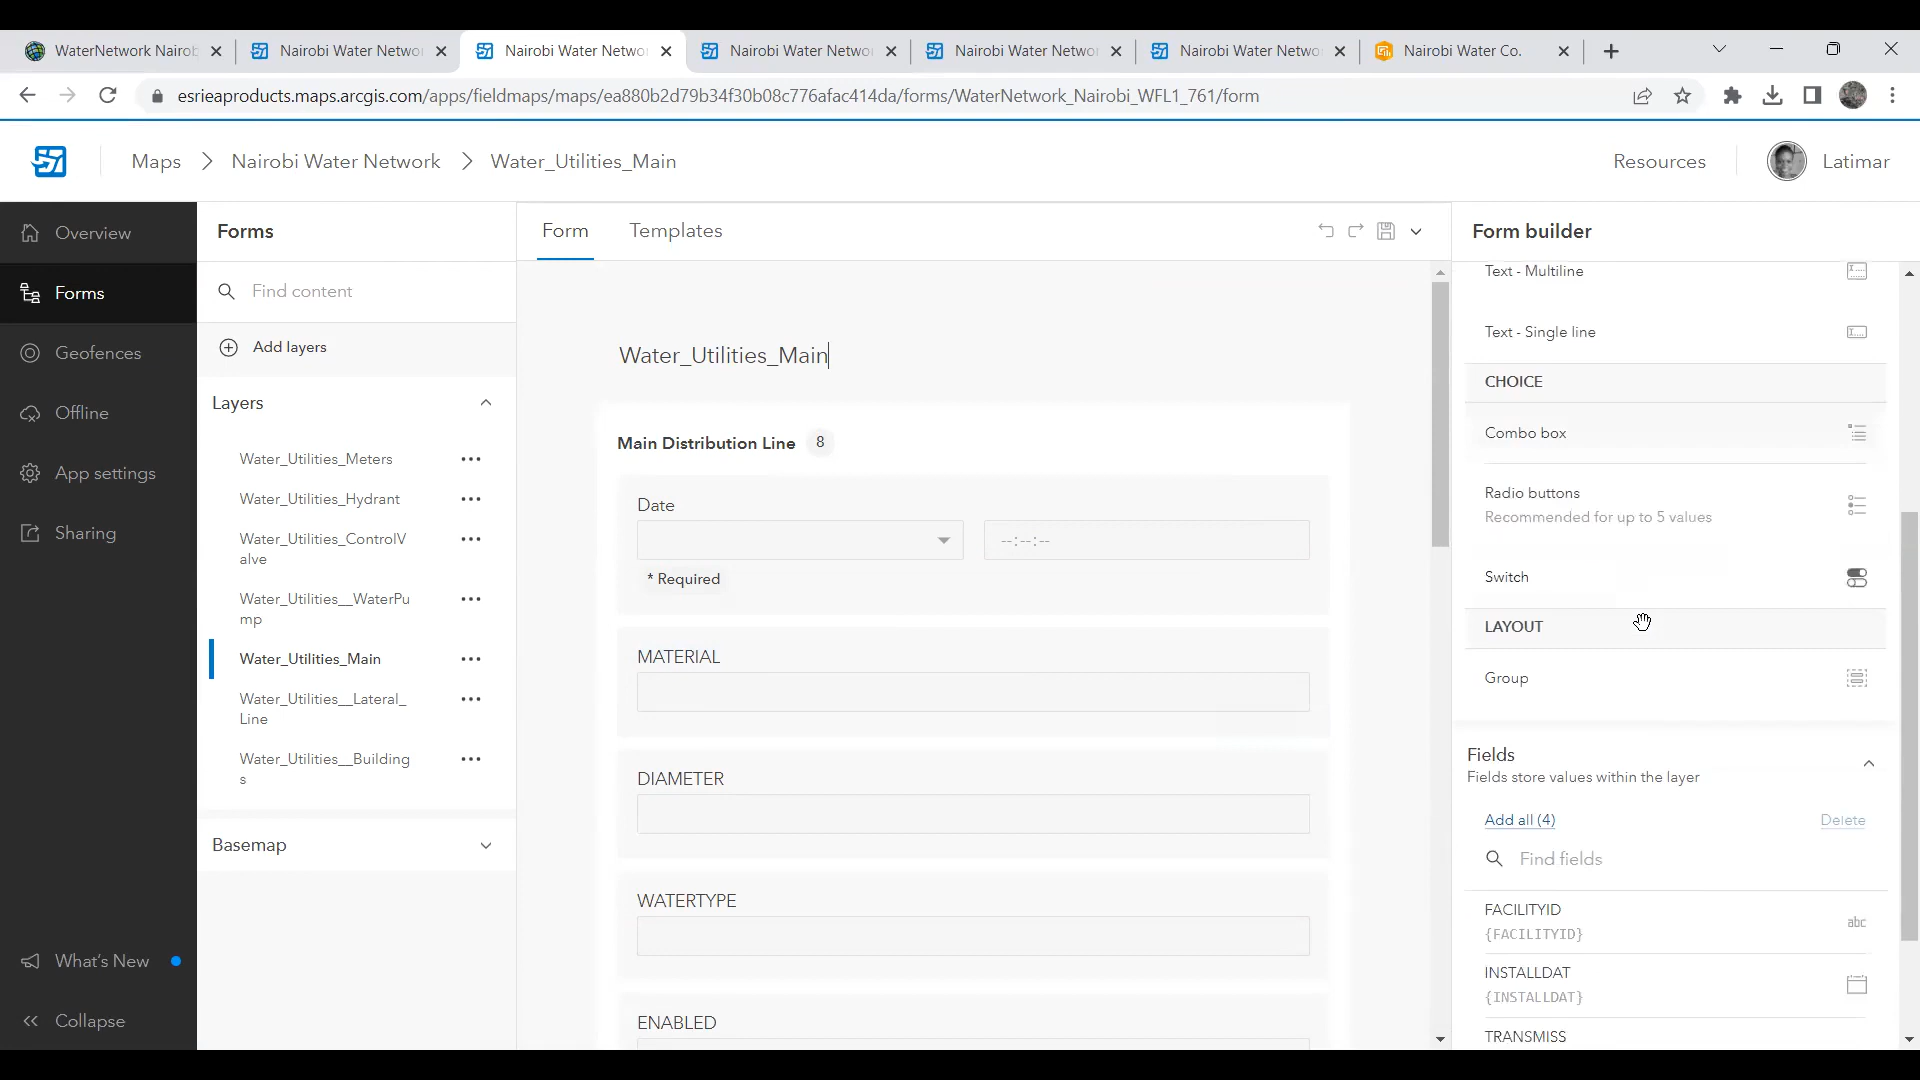 WaterNetwork Nairob
Nairobi Water Netwo
Nairobi Water Netwo
Nairobi Water Netwo
Nairobi Water Netwo
Nairobi Water Netwo
Nairobi Water Co.
esrieaproducts.maps.arcgis.com/apps/fieldmaps/maps/ea880b2d79b34f30b08c776afac414da/forms/WaterNetwork_Nairobi_WFL1_761/form
Maps > Nairobi Water Network > Water_Utilities_Main
Resources
Latimar
Overview
Forms
Geofences
Offline
App settings
Sharing
What's New
Collapse
Forms
Find content
Add layers
Layers
Water_Utilities_Meters
Water_Utilities_Hydrant
Water_Utilities_ControlV
alve
Water_Utilities__WaterPu
mp
Water_Utilities_Main
Water_Utilities__Lateral_
Line
Water_Utilities__Building
s
Basemap
Form
Templates
Water_Utilities_Main
Main Distribution Line 8
Date
--:--:--
* Required
MATERIAL
DIAMETER
WATERTYPE
ENABLED
Form builder
Text - Multiline
Text - Single line
CHOICE
Combo box
Radio buttons
Recommended for up to 5 values
Switch
LAYOUT
Group
Fields
Fields store values within the layer
Add all (4)
Delete
Find fields
FACILITYID
{FACILITYID}
abc
INSTALLDAT
{INSTALLDAT}
TRANSMISS